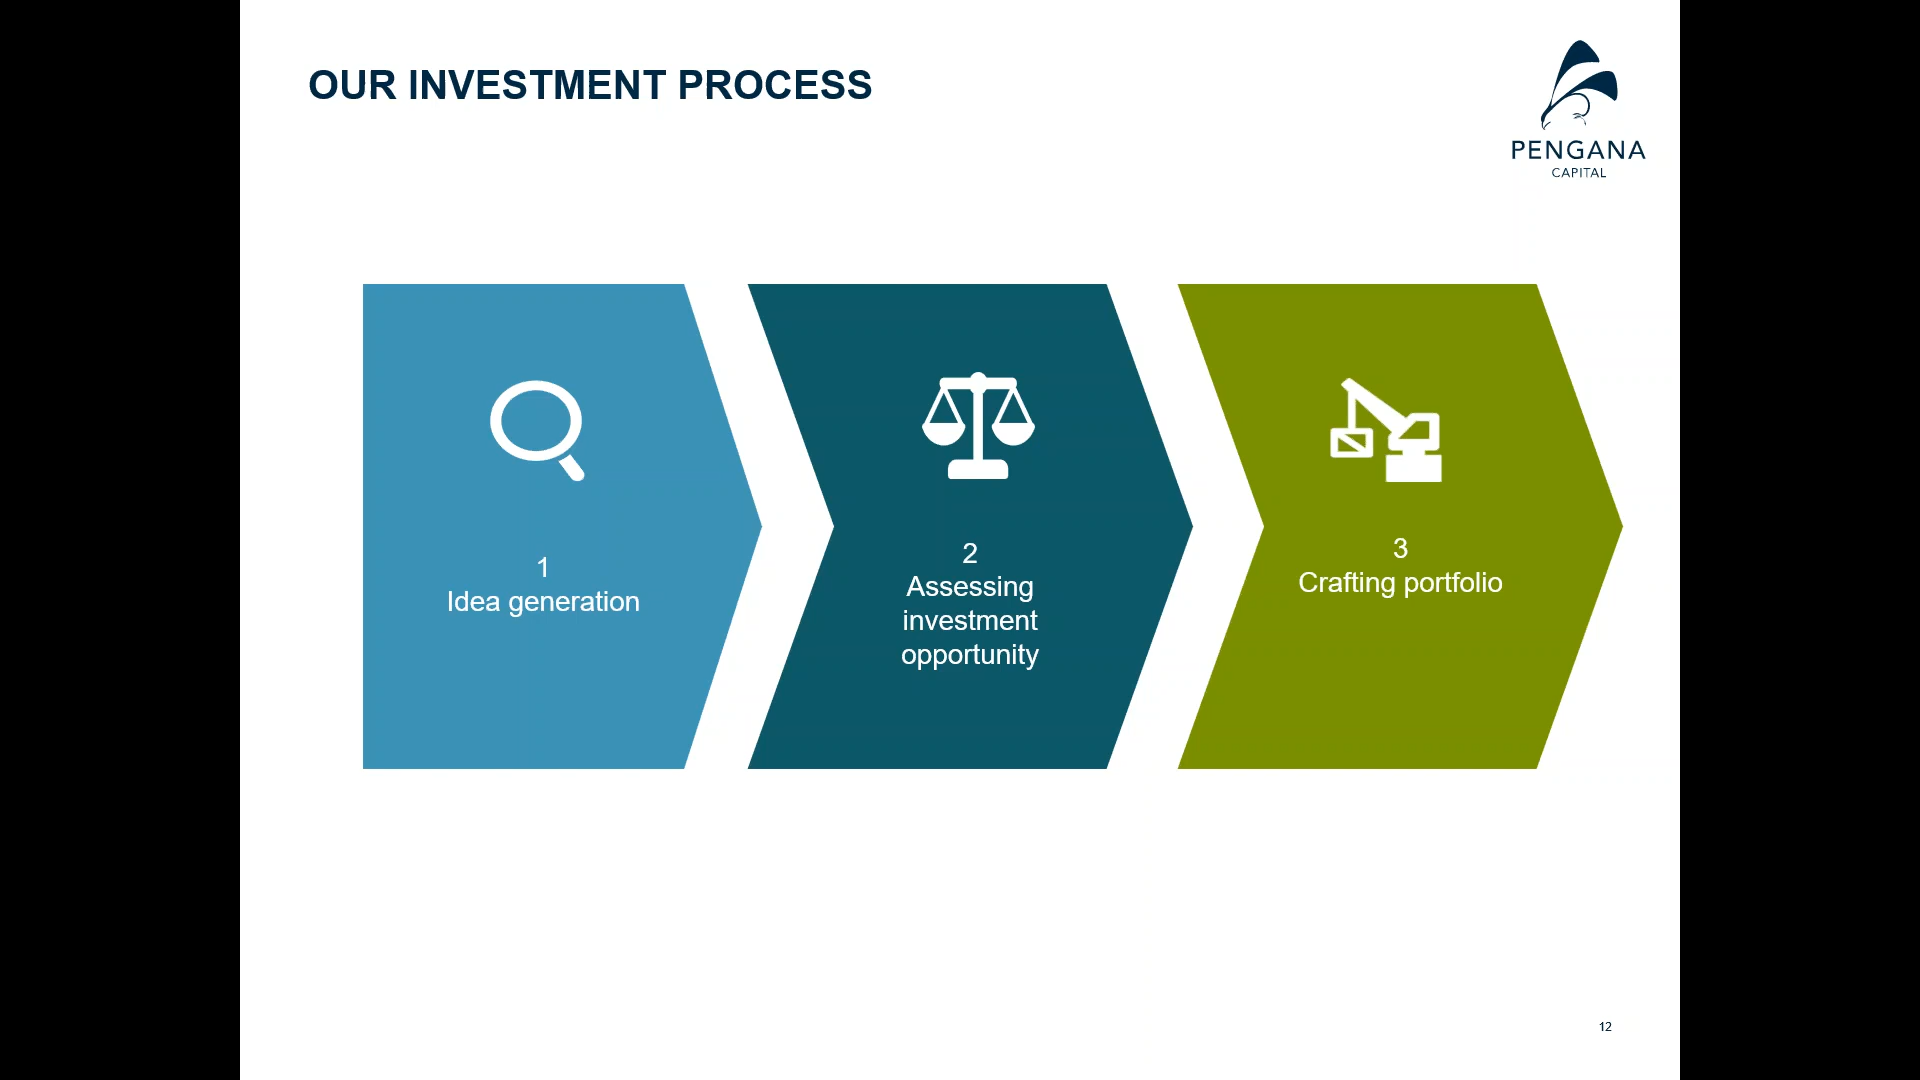 OUR INVESTMENT PROCESS
PENGANA
CAPITAL
1
Idea generation
2
Assessing
investment
opportunity
3
Crafting portfolio
12